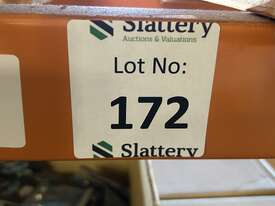 Slattery
Auctions & Valuations
Lot No:
172
Slattery